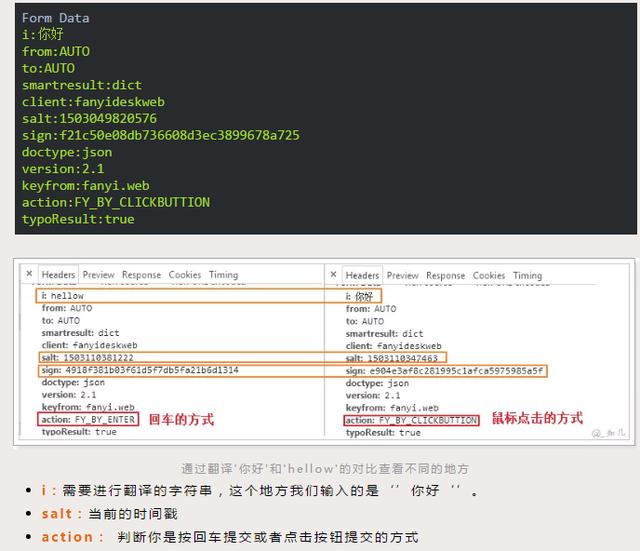 Form Data
i:你好
from:AUTO
to:AUTO
smartresult:dict
client:fanyideskweb
salt:1503049820576
sign:f21c50e08db736608d3ec3899678a725
doctype:json
version:2.1
keyfrom:fanyi.web
action:FY_BY_CLICKBUTTION
typoResult:true
× Headers Preview Response Cookies Timing
i: hellow
from: AUTO
to: AUTO
smartresult: dict
client: fanyideskweb
salt: 1503110381222
sign: 4918f381b03f61d5f7db5fa21b6d1314
doctype: json
version: 2.1
keyfrom: fanyi.web
action: FY_BY_ENTER 回车的方式
typoResult: true
× Headers Preview Response Cookies Timing
i: 你好
from: AUTO
to: AUTO
smartresult: dict
client: fanyideskweb
salt: 1503110347463
sign: e904e3af8c281995c1afca5975985a5f
doctype: json
version: 2.1
keyfrom: fanyi.web
action: FY_BY_CLICKBUTTION 鼠标点击的方式
typoResult: true
通过翻译'你好'和'hellow'的对比查看不同的地方
• i：需要进行翻译的字符串，这个地方我们输入的是 ’’你好 ‘’。
• salt：当前的时间戳
• action： 判断你是按回车提交或者点击按钮提交的方式